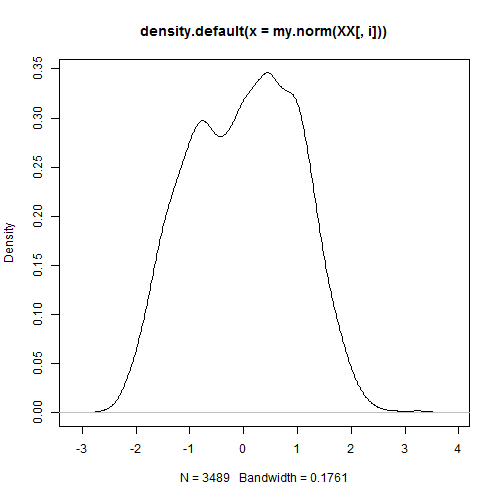 density.default(x = my.norm(XX[, i]))
Density
0.35
0.30
0.25
0.20
0.15
0.10
0.05
0.00
-3 -2 -1 0 1 2 3 4
N = 3489 Bandwidth = 0.1761